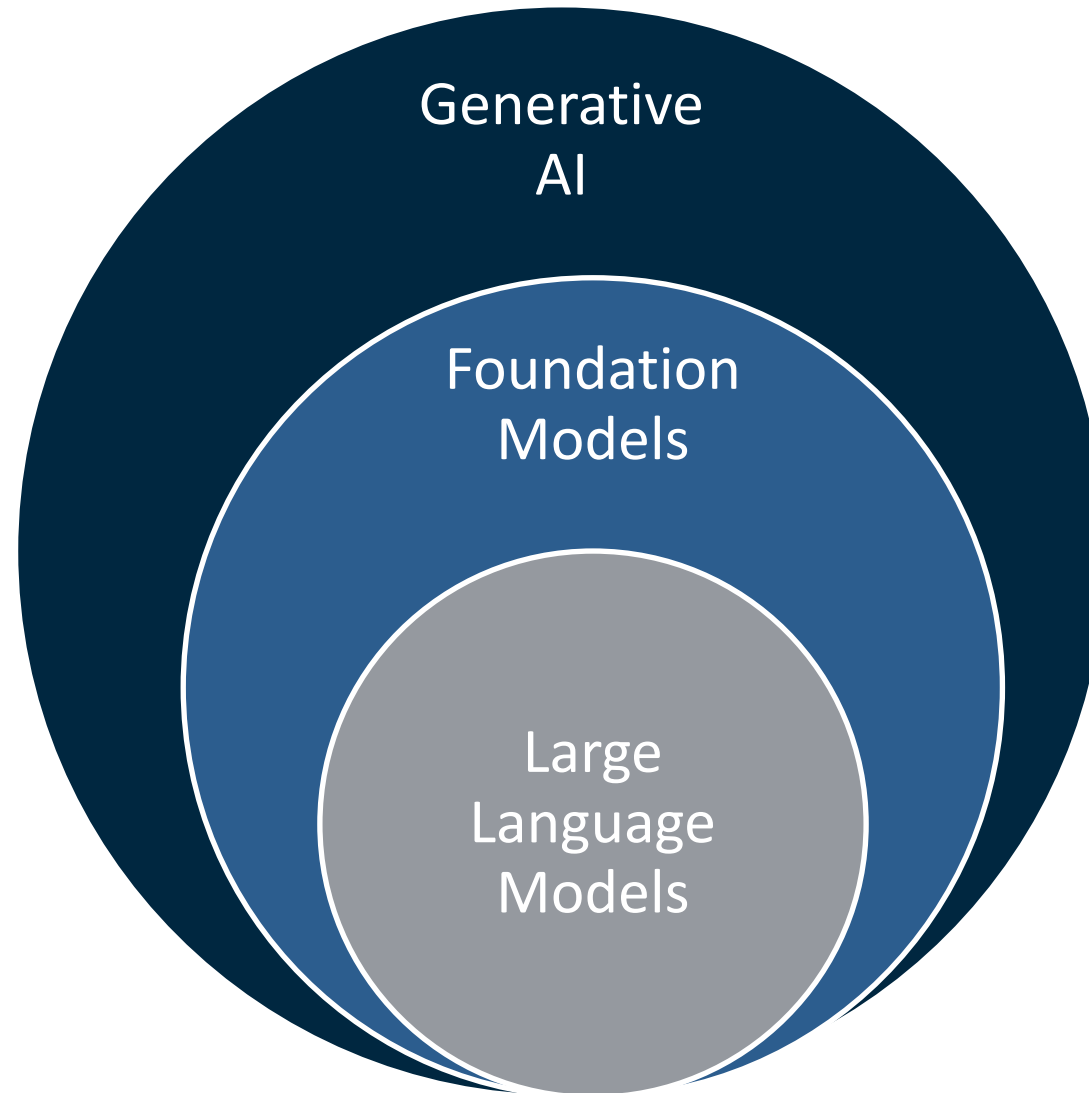 Generative
AI
Foundation
Models
Large
Language
Models